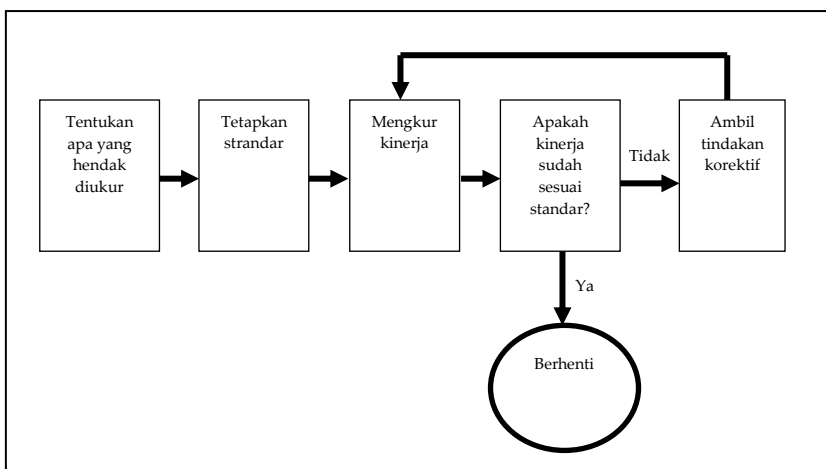 Tentukan
apa yang
hendak
diukur
Tetapkan
strandar
Mengkur
kinerja
Apakah
kinerja
sudah
sesuai
standar?
Tidak
Ambil
tindakan
korektif
Ya
Berhenti